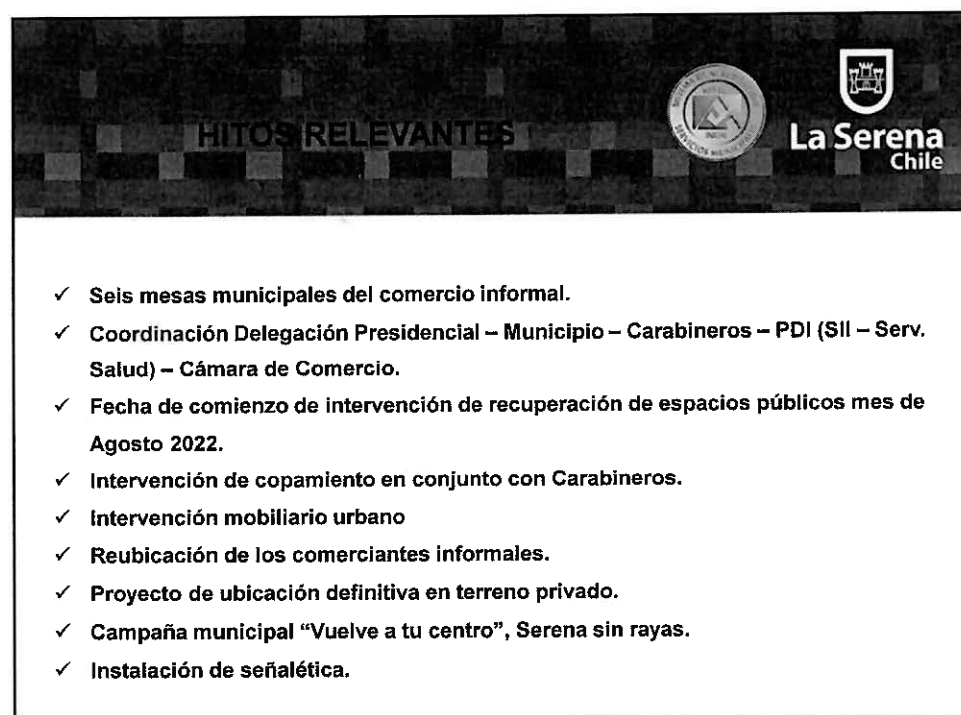 HITOS RELEVANTES
La Serena
Chile
✓ Seis mesas municipales del comercio informal.
✓ Coordinación Delegación Presidencial – Municipio – Carabineros – PDI (SII – Serv.
Salud) – Cámara de Comercio.
✓ Fecha de comienzo de intervención de recuperación de espacios públicos mes de
Agosto 2022.
✓ Intervención de copamiento en conjunto con Carabineros.
✓ Intervención mobiliario urbano
✓ Reubicación de los comerciantes informales.
✓ Proyecto de ubicación definitiva en terreno privado.
✓ Campaña municipal “Vuelve a tu centro”, Serena sin rayas.
✓ Instalación de señalética.